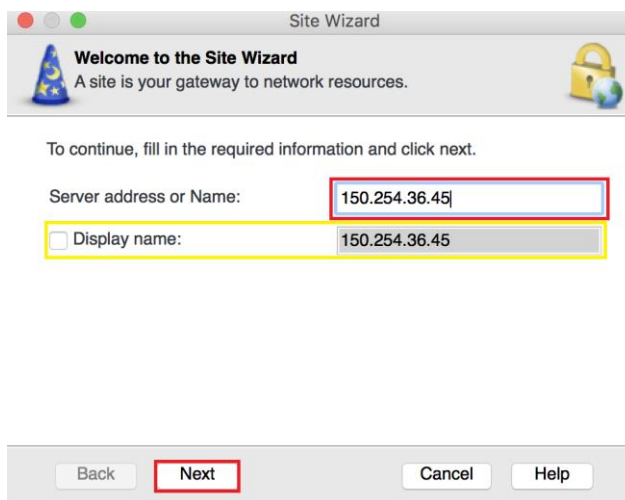 Site Wizard
Welcome to the Site Wizard
A site is your gateway to network resources.
To continue, fill in the required information and click next.
Server address or Name: 150.254.36.45
Display name: 150.254.36.45
Back Next Cancel Help